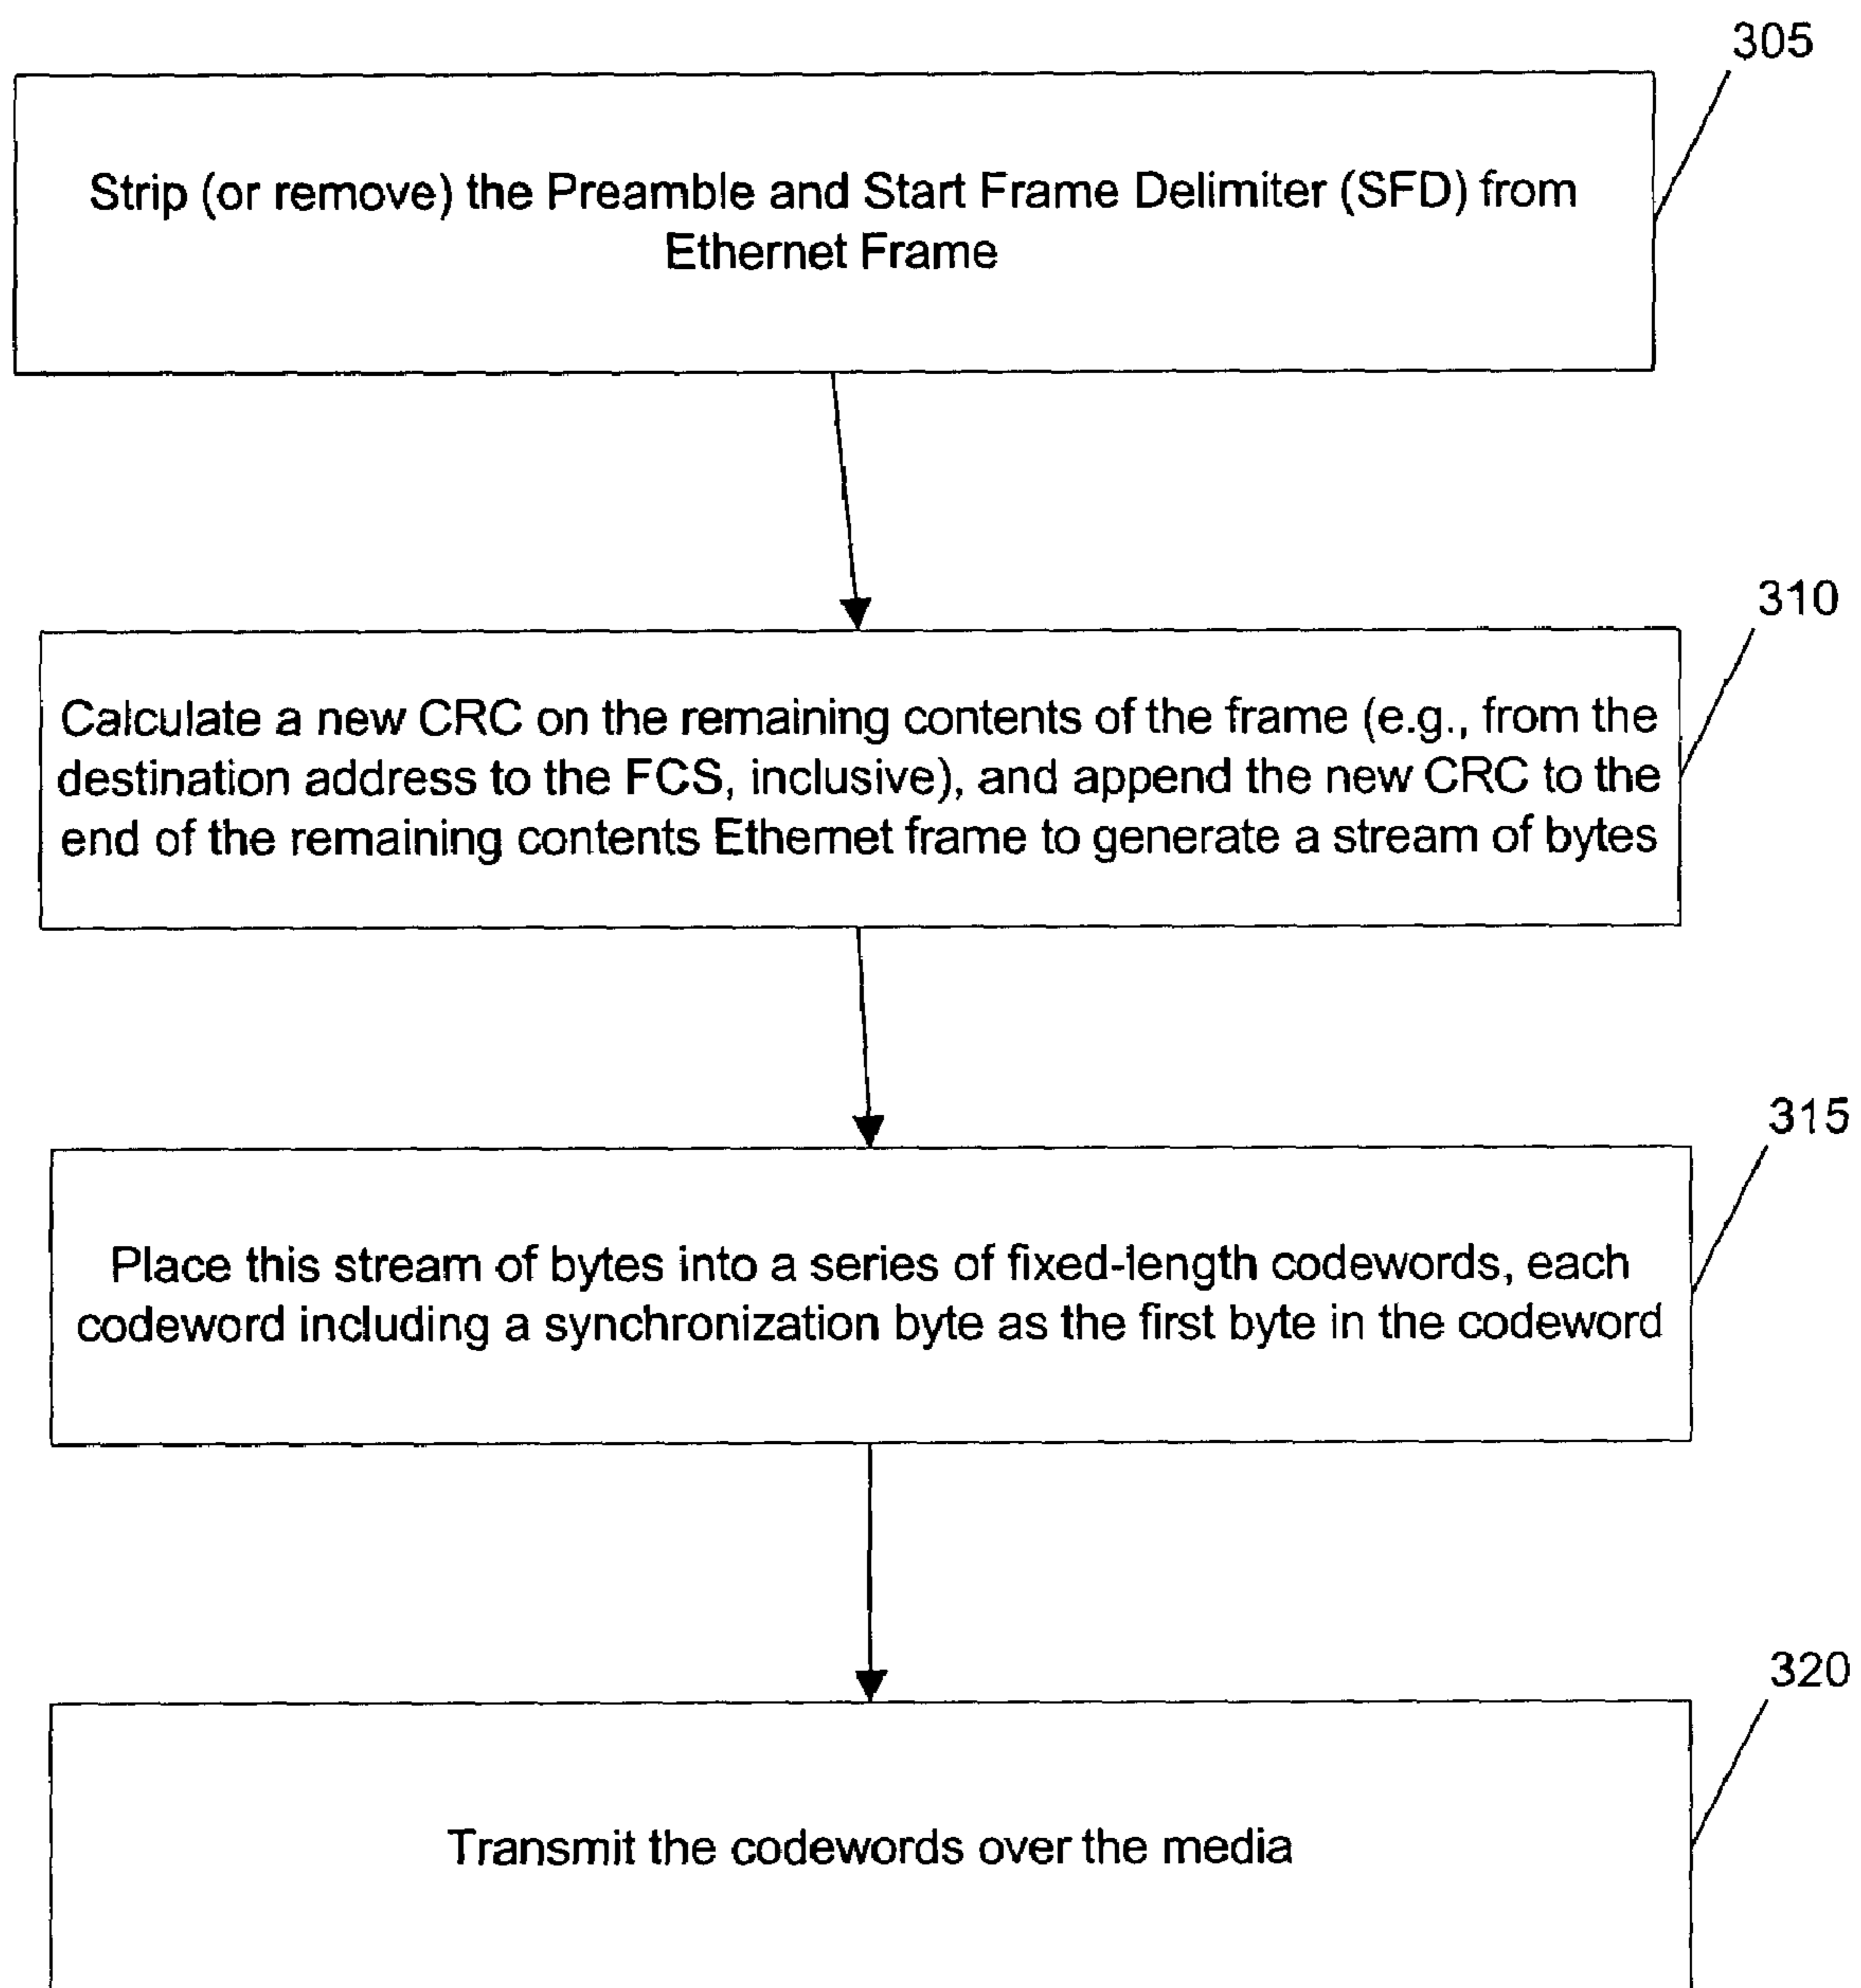 305
Strip (or remove) the Preamble and Start Frame Delimiter (SFD) from
Ethernet Frame
310
Calculate a new CRC on the remaining contents of the frame (e.g., from the
destination address to the FCS, inclusive), and append the new CRC to the
end of the remaining contents Ethernet frame to generate a stream of bytes
315
Place this stream of bytes into a series of fixed-length codewords, each
codeword including a synchronization byte as the first byte in the codeword
320
Transmit the codewords over the media